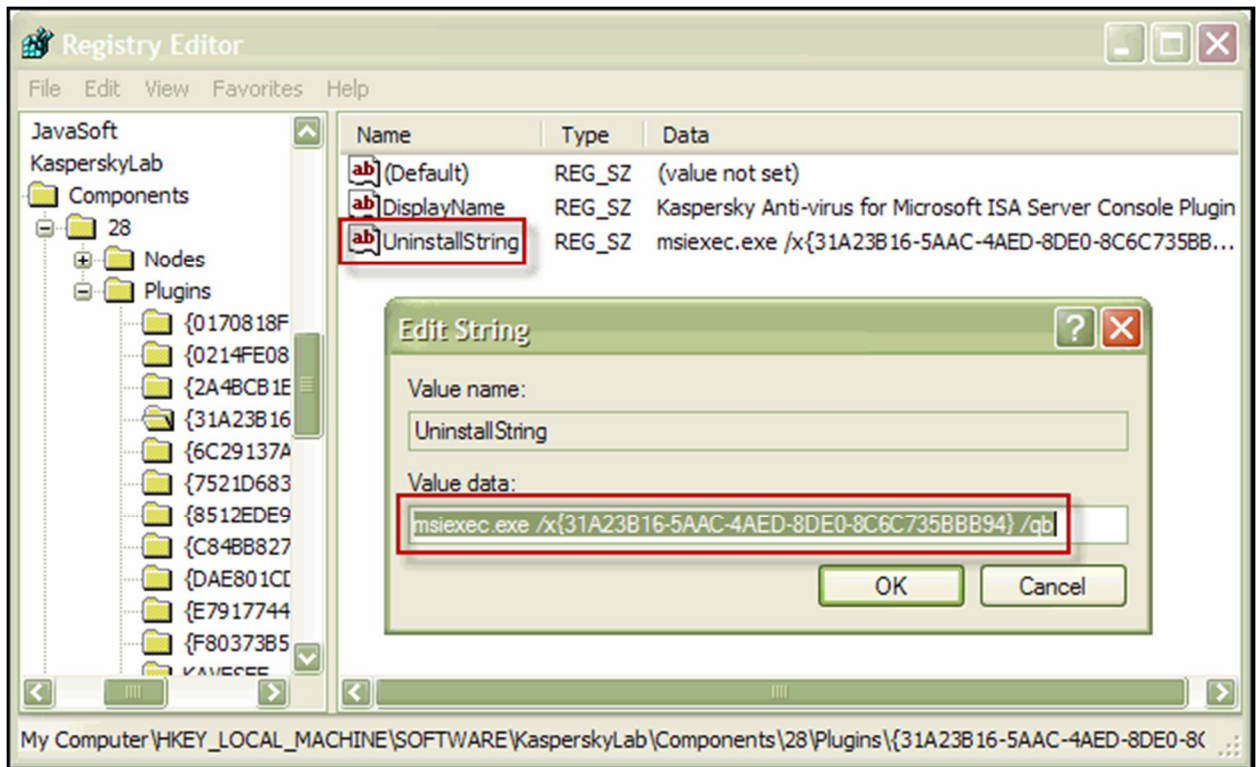 Registry Editor
File Edit View Favorites Help
JavaSoft
KasperskyLab
Components
28
Nodes
Plugins
{0170818F
{0214FE08
{2A4BCB1E
{31A23B16
{6C29137A
{7521D683
{8512EDE9
{C84BB827
{DAE801CD
{E7917744
{F80373B5
Name Type Data
(Default) REG_SZ (value not set)
DisplayName REG_SZ Kaspersky Anti-virus for Microsoft ISA Server Console Plugin
UninstallString REG_SZ msiexec.exe /x{31A23B16-5AAC-4AED-8DE0-8C6C735BB...
Edit String
Value name:
UninstallString
Value data:
msiexec.exe /x{31A23B16-5AAC-4AED-8DE0-8C6C735BBB94} /qb
OK Cancel
My Computer\HKEY_LOCAL_MACHINE\SOFTWARE\KasperskyLab\Components\28\Plugins\{31A23B16-5AAC-4AED-8DE0-8C